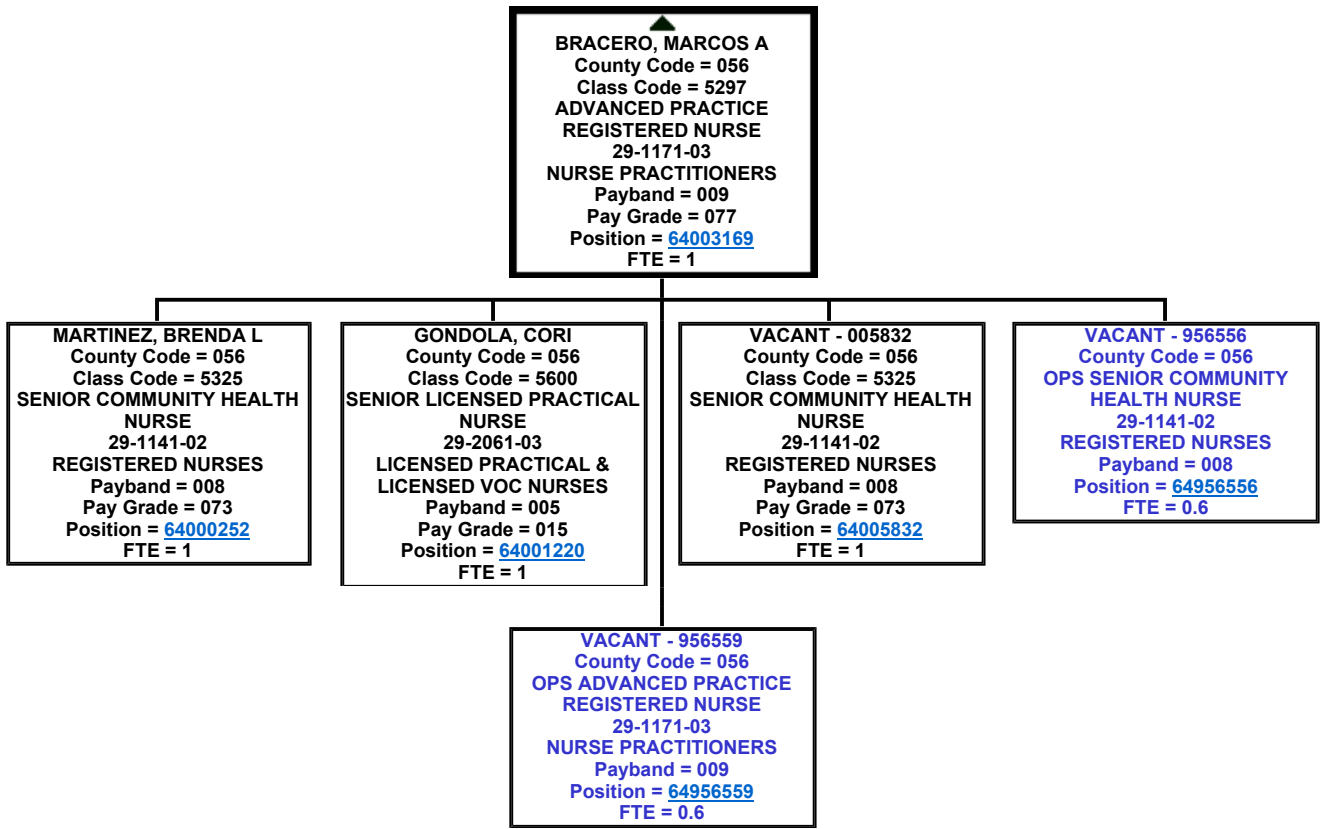 BRACERO, MARCOS A
County Code = 056
Class Code = 5297
ADVANCED PRACTICE
REGISTERED NURSE
29-1171-03
NURSE PRACTITIONERS
Payband = 009
Pay Grade = 077
Position = 64003169
FTE = 1
MARTINEZ, BRENDA L
County Code = 056
Class Code = 5325
SENIOR COMMUNITY HEALTH
NURSE
29-1141-02
REGISTERED NURSES
Payband = 008
Pay Grade = 073
Position = 64000252
FTE = 1
GONDOLA, CORI
County Code = 056
Class Code = 5600
SENIOR LICENSED PRACTICAL
NURSE
29-2061-03
LICENSED PRACTICAL &
LICENSED VOC NURSES
Payband = 005
Pay Grade = 015
Position = 64001220
FTE = 1
VACANT - 005832
County Code = 056
Class Code = 5325
SENIOR COMMUNITY HEALTH
NURSE
29-1141-02
REGISTERED NURSES
Payband = 008
Pay Grade = 073
Position = 64005832
FTE = 1
VACANT - 956556
County Code = 056
OPS SENIOR COMMUNITY
HEALTH NURSE
29-1141-02
REGISTERED NURSES
Payband = 008
Position = 64956556
FTE = 0.6
VACANT - 956559
County Code = 056
OPS ADVANCED PRACTICE
REGISTERED NURSE
29-1171-03
NURSE PRACTITIONERS
Payband = 009
Position = 64956559
FTE = 0.6